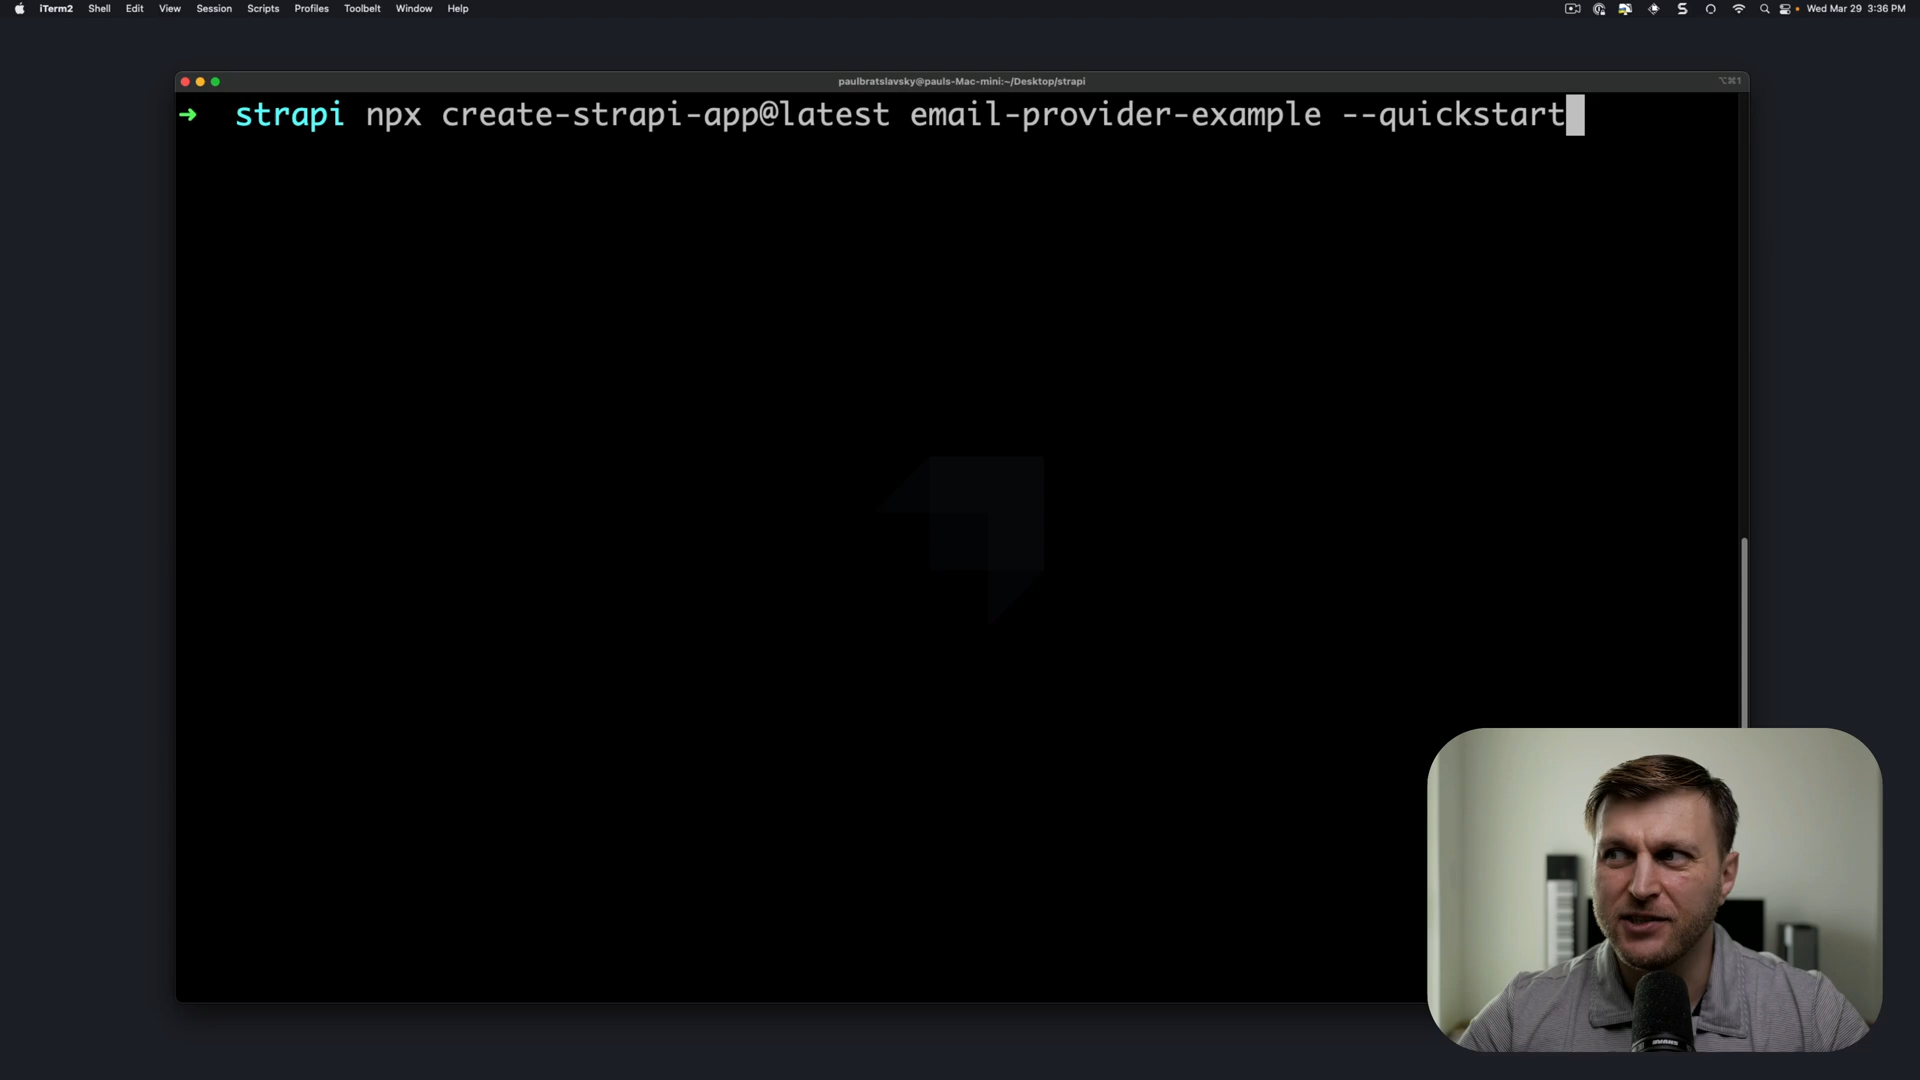 iTerm2 Shell Edit View Session Scripts Profiles Toolbelt Window Help Wed Mar 29 3:36 PM
paulbratslavsky@pauls-Mac-mini:~/Desktop/strapi ⌥⌘1
➜ strapi npx create-strapi-app@latest email-provider-example --quickstart